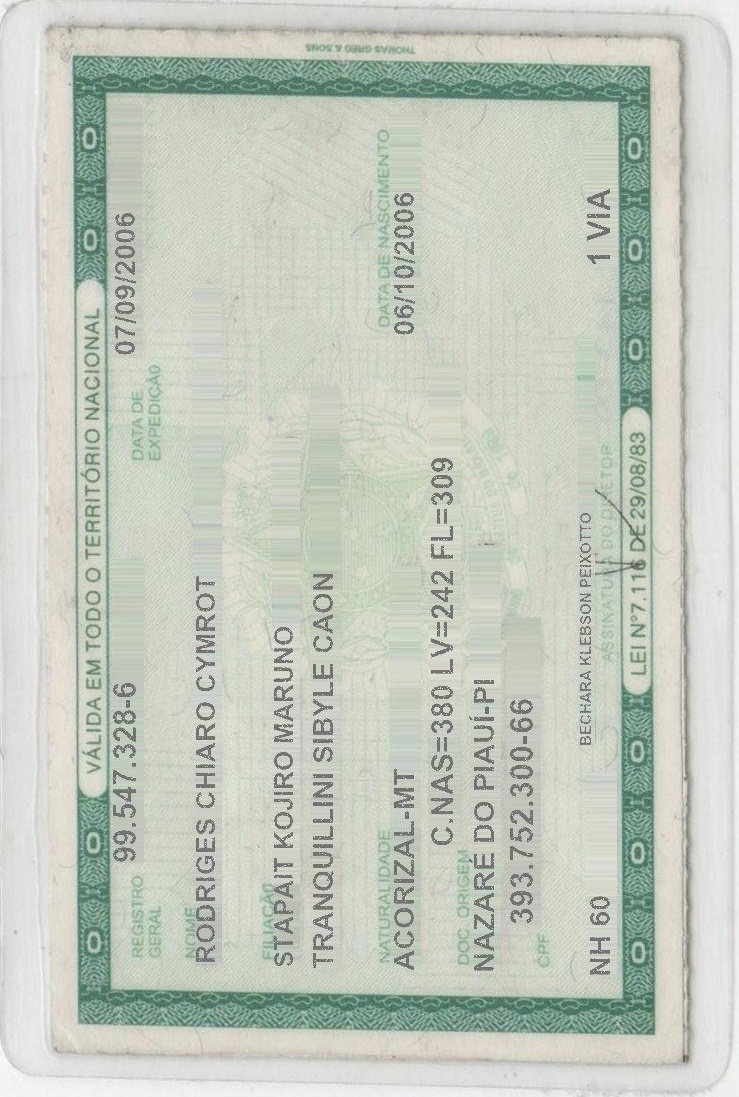 THOMAS GREG & SONS
VÁLIDA EM TODO O TERRITÓRIO NACIONAL
REGISTRO GERAL 99.547.328-6 DATA DE EXPEDIÇÃO 07/09/2006
NOME
RODRIGES CHIARO CYMROT
FILIAÇÃO
STAPAIT KOJIRO MARUNO
TRANQUILLINI SIBYLE CAON
NATURALIDADE DATA DE NASCIMENTO
ACORIZAL-MT 06/10/2006
DOC. ORIGEM C.NAS=380 LV=242 FL=309
NAZARÉ DO PIAUÍ-PI
CPF 393.752.300-66
BECHARA KLEBSON PEIXOTTO
NH 60 1 VIA
ASSINATURA DO DIRETOR
LEI Nº7.116 DE 29/08/83